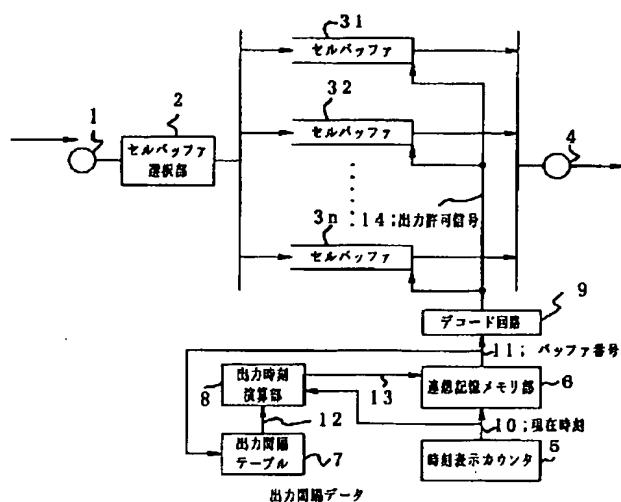 31
セルバッファ
1
2
セルバッファ
選択部
32
セルバッファ
4
3n
14;出力許可信号
セルバッファ
9
デコード回路
11; バッファ番号
8
出力時刻
演算部
13
連想記憶メモリ部
6
12
10;現在時刻
出力間隔
テーブル
7
時刻表示カウンタ
5
出力間隔データ